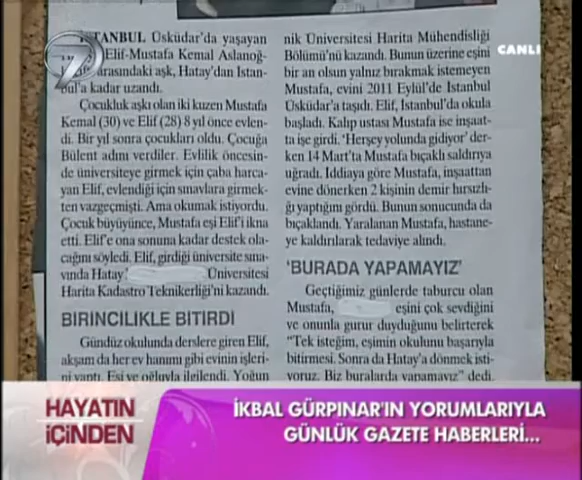 7
CANLI
İSTANBUL Üsküdar'da yaşayan
Elif-Mustafa Kemal Aslanoğ-
arasındaki aşk, Hatay'dan İstan-
bul'a kadar uzandı.
Çocukluk aşkı olan iki kuzen Mustafa
Kemal (30) ve Elif (28) 8 yıl önce evlen-
di. Bir yıl sonra çocukları oldu. Çocuğa
Bülent adını verdiler. Evlilik öncesin-
de üniversiteye girmek için çaba harca-
yan Elif, evlendiği için sınavlara girmek-
ten vazgeçmişti. Ama okumak istiyordu.
Çocuk büyüyünce, Mustafa eşi Elif'i ikna
etti. Elif'e ona sonuna kadar destek ola-
cağını söyledi. Elif, girdiği üniversite sına-
vında Hatay Üniversitesi
Harita Kadastro Teknikerliği'ni kazandı.
BİRİNCİLİKLE BİTİRDİ
Gündüz okulunda derslere giren Elif,
akşam da her ev hanımı gibi evinin işleri-
ni yaptı. Eşi ve oğluyla ilgilendi. Yoğun
nik Üniversitesi Harita Mühendisliği
Bölümü'nü kazandı. Bunun üzerine eşini
bir an olsun yalnız bırakmak istemeyen
Mustafa, evini 2011 Eylül'de İstanbul
Üsküdar'a taşıdı. Elif, İstanbul'da okula
başladı. Kalıp ustası Mustafa ise inşaat-
ta işe girdi. 'Herşey yolunda gidiyor' der-
ken 14 Mart'ta Mustafa bıçaklı saldırıya
uğradı. İddiaya göre Mustafa, inşaattan
evine dönerken 2 kişinin demir hırsızlı-
ğı yaptığını gördü. Bunun sonucunda da
bıçaklandı. Yaralanan Mustafa, hastane-
ye kaldırılarak tedaviye alındı.
'BURADA YAPAMAYIZ'
Geçtiğimiz günlerde taburcu olan
Mustafa, eşini çok sevdiğini
ve onunla gurur duyduğunu belirterek
"Tek isteğim, eşimin okulunu başarıyla
bitirmesi. Sonra da Hatay'a dönmek isti-
yoruz. Biz buralarda yapamayız" dedi.
HAYATIN
İÇİNDEN
İKBAL GÜRPINAR'IN YORUMLARIYLA
GÜNLÜK GAZETE HABERLERİ...